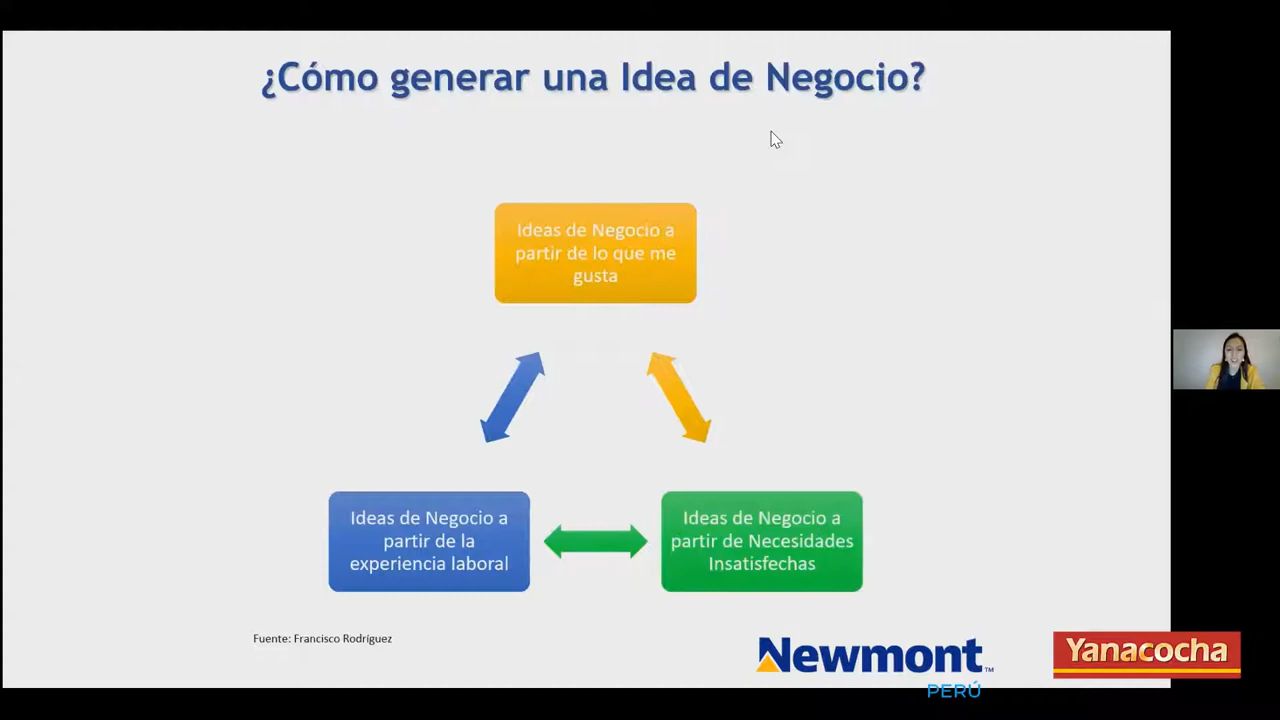 ¿Cómo generar una Idea de Negocio?
Ideas de Negocio a
partir de lo que me
gusta
Ideas de Negocio a
partir de la
experiencia laboral
Ideas de Negocio a
partir de Necesidades
Insatisfechas
Fuente: Francisco Rodríguez
Newmont™
PERÚ
Yanacocha